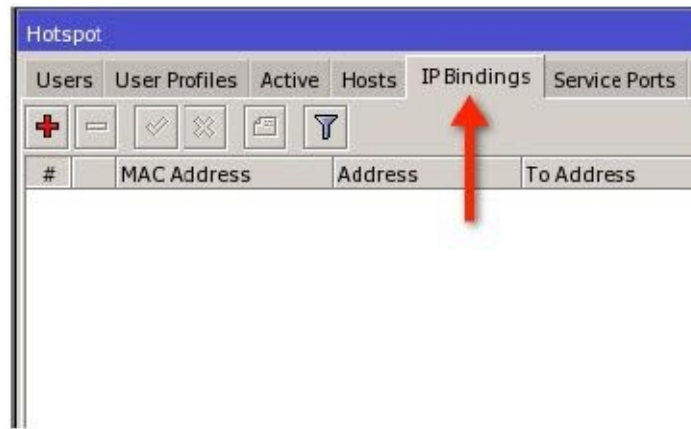 Hotspot
Users User Profiles Active Hosts IP Bindings Service Ports
# MAC Address Address To Address